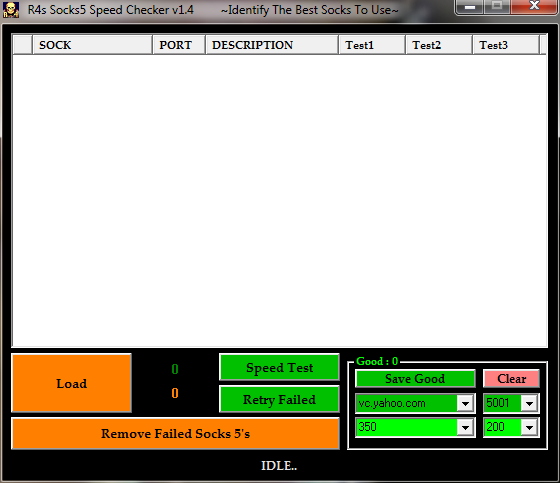 R4s Socks5 Speed Checker v1.4 ~Identify The Best Socks To Use~
SOCK PORT DESCRIPTION Test1 Test2 Test3
Load
0
0
Speed Test
Retry Failed
Remove Failed Socks 5's
Good : 0
Save Good Clear
vc.yahoo.com 5001
350 200
IDLE..